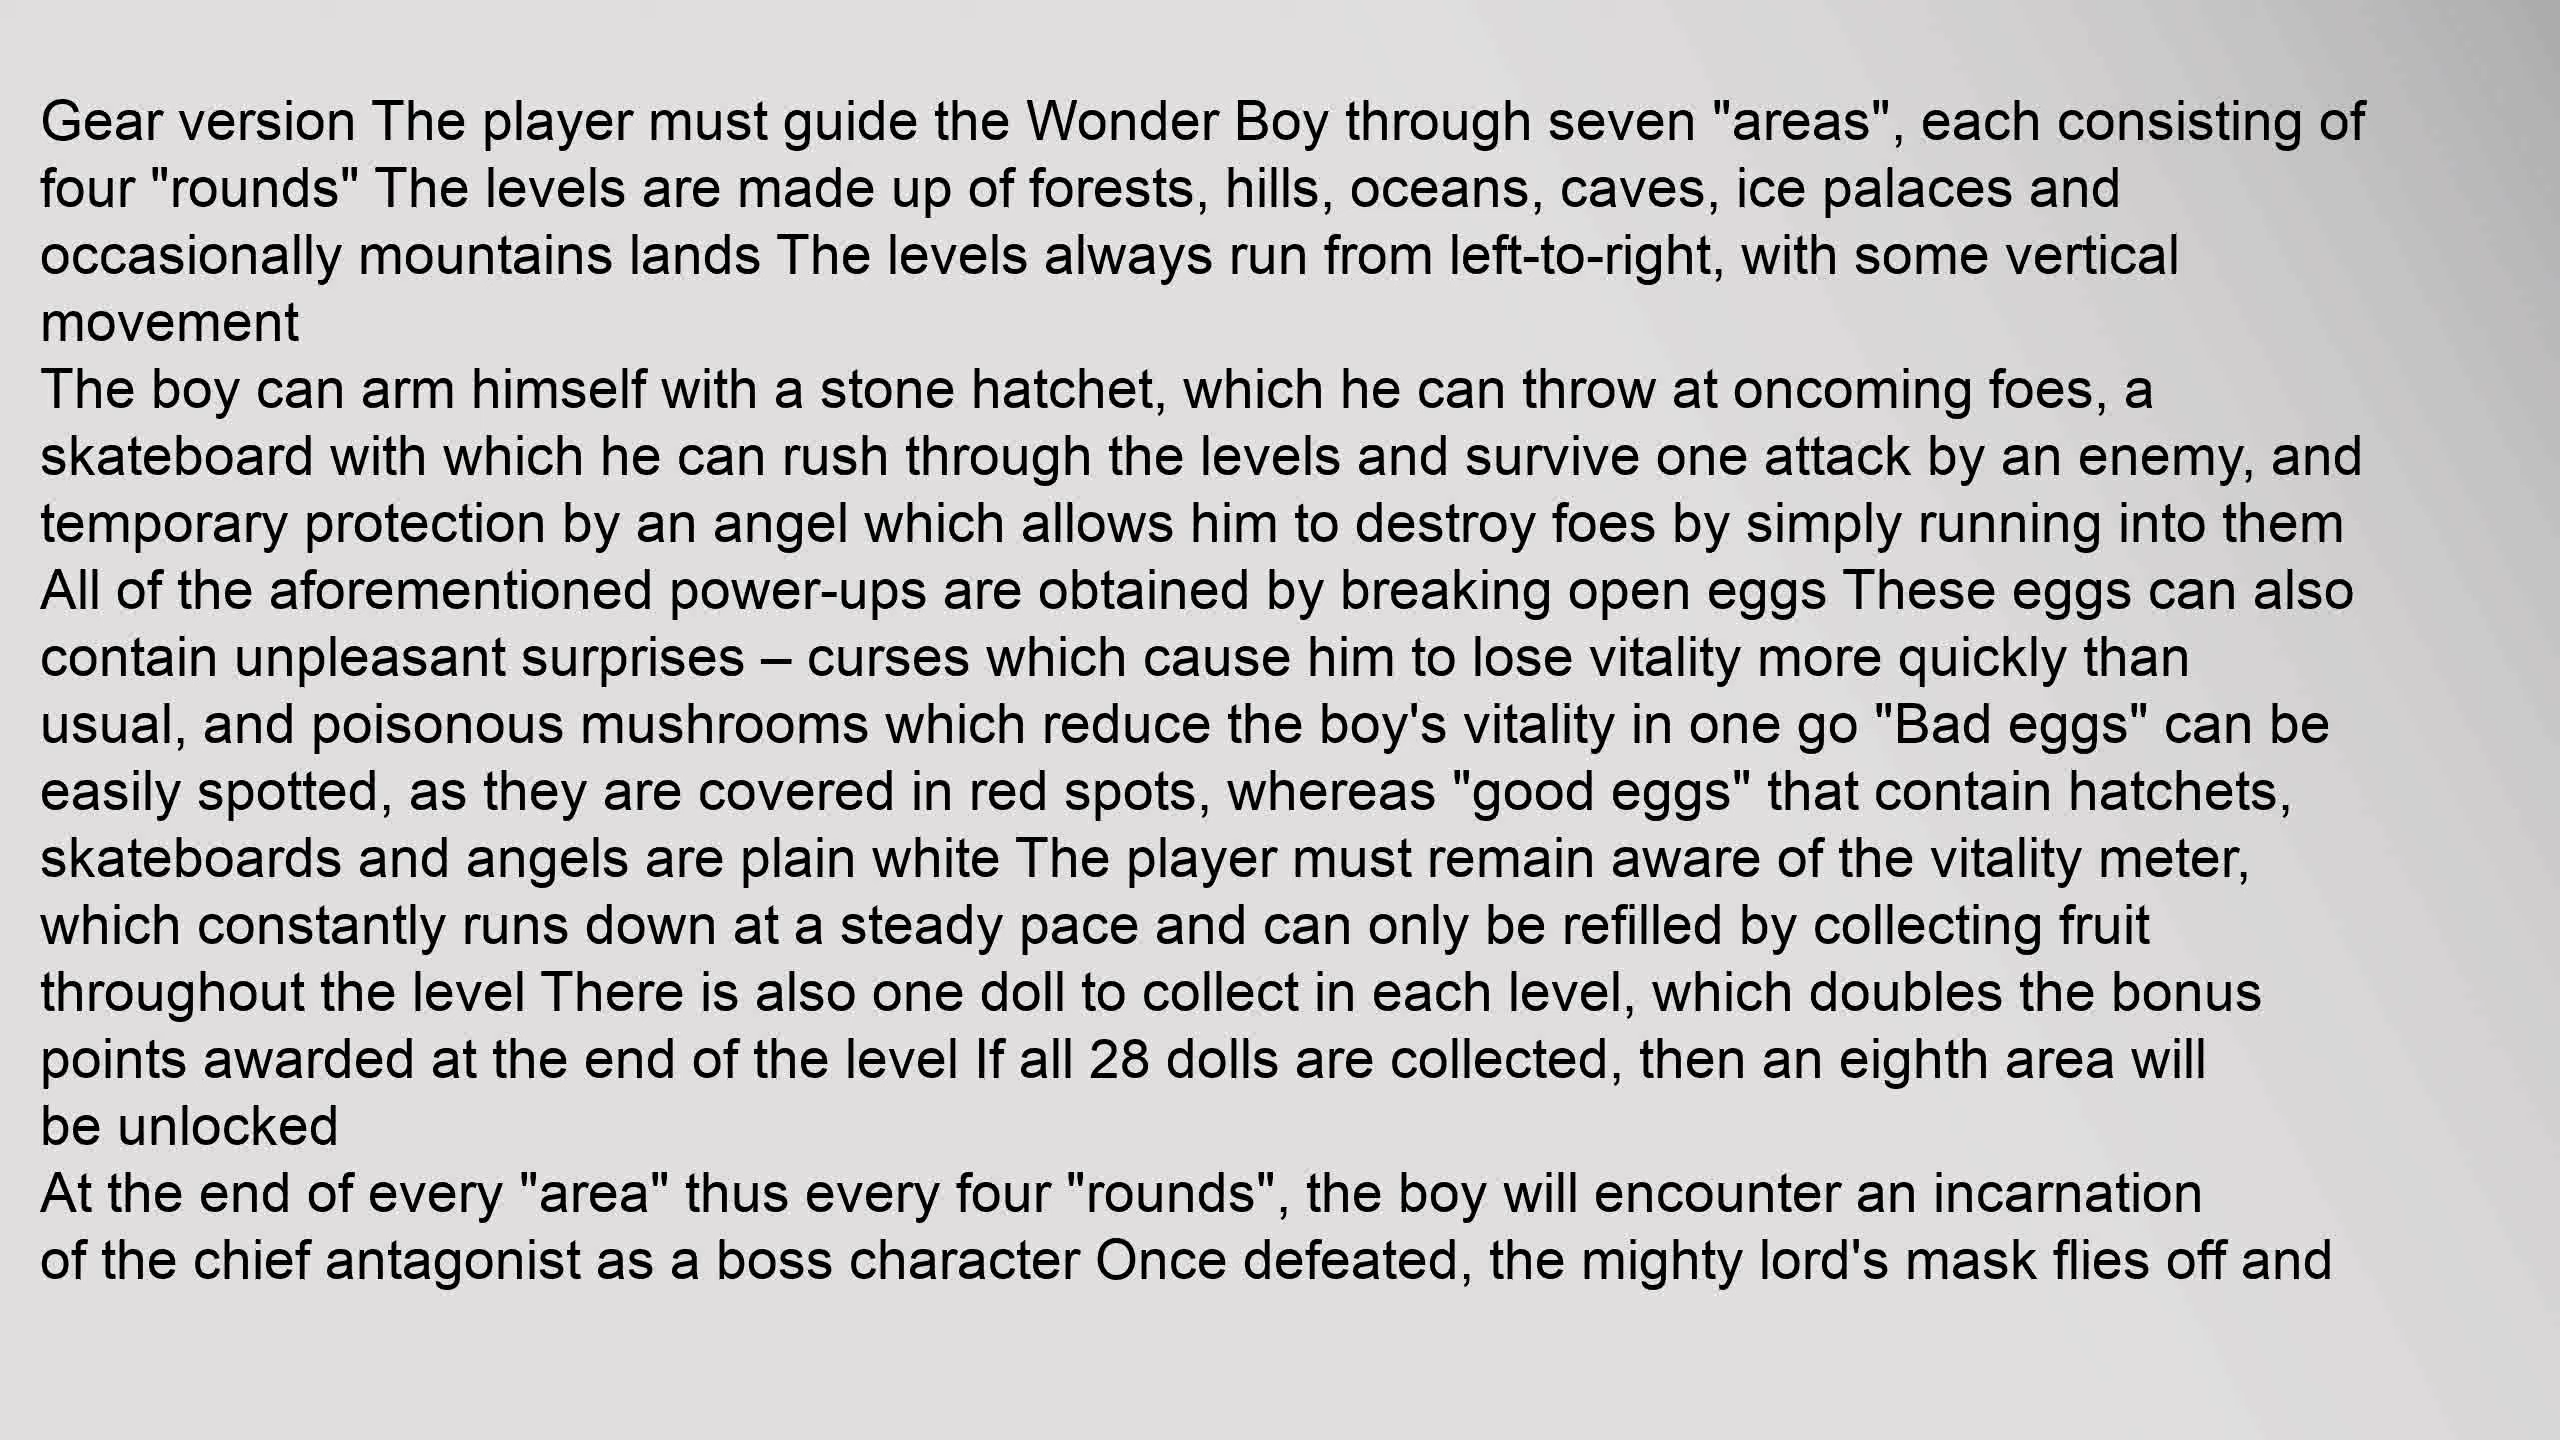 Gear version The player must guide the Wonder Boy through seven "areas", each consisting of
four "rounds" The levels are made up of forests, hills, oceans, caves, ice palaces and
occasionally mountains lands The levels always run from left-to-right, with some vertical
movement
The boy can arm himself with a stone hatchet, which he can throw at oncoming foes, a
skateboard with which he can rush through the levels and survive one attack by an enemy, and
temporary protection by an angel which allows him to destroy foes by simply running into them
All of the aforementioned power-ups are obtained by breaking open eggs These eggs can also
contain unpleasant surprises – curses which cause him to lose vitality more quickly than
usual, and poisonous mushrooms which reduce the boy's vitality in one go "Bad eggs" can be
easily spotted, as they are covered in red spots, whereas "good eggs" that contain hatchets,
skateboards and angels are plain white The player must remain aware of the vitality meter,
which constantly runs down at a steady pace and can only be refilled by collecting fruit
throughout the level There is also one doll to collect in each level, which doubles the bonus
points awarded at the end of the level If all 28 dolls are collected, then an eighth area will
be unlocked
At the end of every "area" thus every four "rounds", the boy will encounter an incarnation
of the chief antagonist as a boss character Once defeated, the mighty lord's mask flies off and